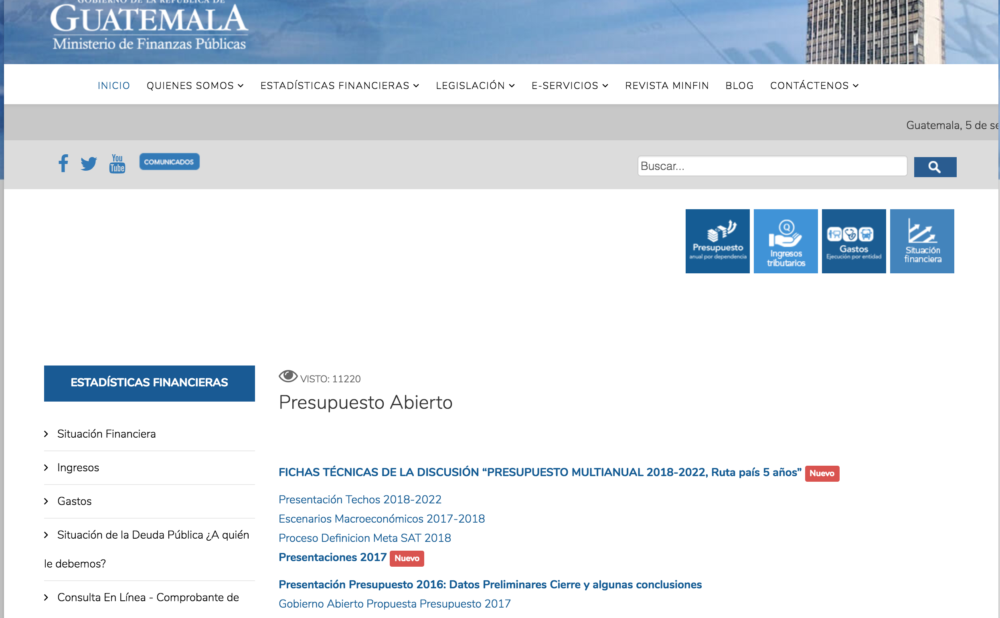 GOBIERNO DE LA REPÚBLICA DE
GUATEMALA
Ministerio de Finanzas Públicas
INICIO QUIENES SOMOS ESTADÍSTICAS FINANCIERAS LEGISLACIÓN E-SERVICIOS REVISTA MINFIN BLOG CONTÁCTENOS
Guatemala, 5 de se
You
Tube
COMUNICADOS
Buscar...
Presupuesto
anual por dependencia
Q
Ingresos
tributarios
Gastos
Ejecución por entidad
Situación
financiera
ESTADÍSTICAS FINANCIERAS
Situación Financiera
Ingresos
Gastos
Situación de la Deuda Pública ¿A quién
le debemos?
Consulta En Línea - Comprobante de
VISTO: 11220
Presupuesto Abierto
FICHAS TÉCNICAS DE LA DISCUSIÓN “PRESUPUESTO MULTIANUAL 2018-2022, Ruta país 5 años” Nuevo
Presentación Techos 2018-2022
Escenarios Macroeconómicos 2017-2018
Proceso Definicion Meta SAT 2018
Presentaciones 2017 Nuevo
Presentación Presupuesto 2016: Datos Preliminares Cierre y algunas conclusiones
Gobierno Abierto Propuesta Presupuesto 2017